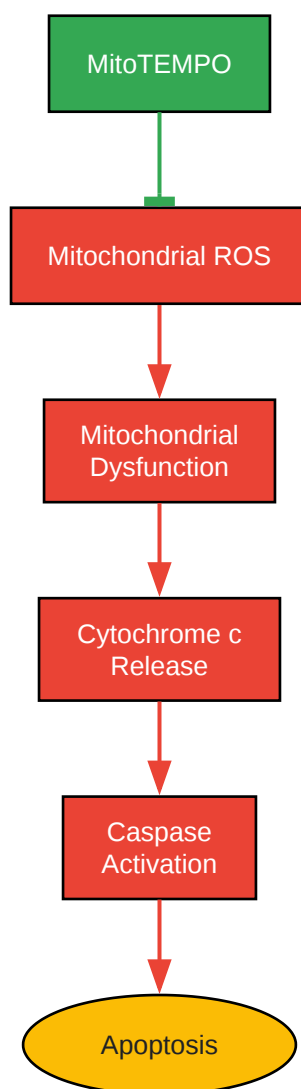 MitoTEMPO
Mitochondrial ROS
Mitochondrial
Dysfunction
Cytochrome c
Release
Caspase
Activation
Apoptosis